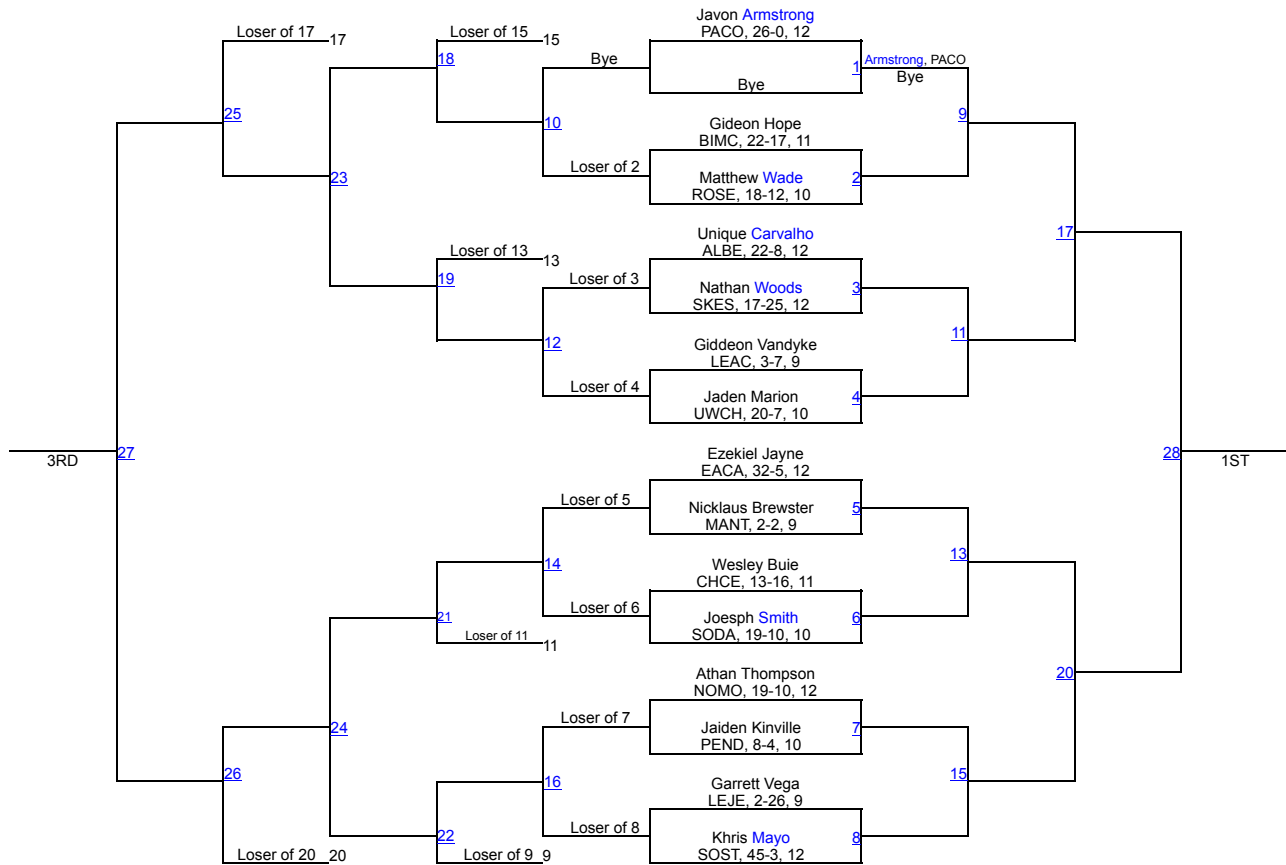 Javon Armstrong
PACO, 26-0, 12
Loser of 17 17
Loser of 15 15
18
Bye
1
Armstrong, PACO
Bye
Bye
25
10
Gideon Hope
BIMC, 22-17, 11
9
23
Loser of 2
Matthew Wade
ROSE, 18-12, 10
2
Unique Carvalho
ALBE, 22-8, 12
17
Loser of 13 13
19
Loser of 3
Nathan Woods
SKES, 17-25, 12
3
12
Giddeon Vandyke
LEAC, 3-7, 9
11
Loser of 4
Jaden Marion
UWCH, 20-7, 10
4
3RD
27
Ezekiel Jayne
EACA, 32-5, 12
28
1ST
Loser of 5
Nicklaus Brewster
MANT, 2-2, 9
5
14
Wesley Buie
CHCE, 13-16, 11
13
21
Loser of 6
Joesph Smith
SODA, 19-10, 10
6
Loser of 11 11
Athan Thompson
NOMO, 19-10, 12
20
24
Loser of 7
Jaiden Kinville
PEND, 8-4, 10
7
26
16
Garrett Vega
LEJE, 2-26, 9
15
22
Loser of 8
Khris Mayo
SOST, 45-3, 12
8
Loser of 20 20
Loser of 9 9